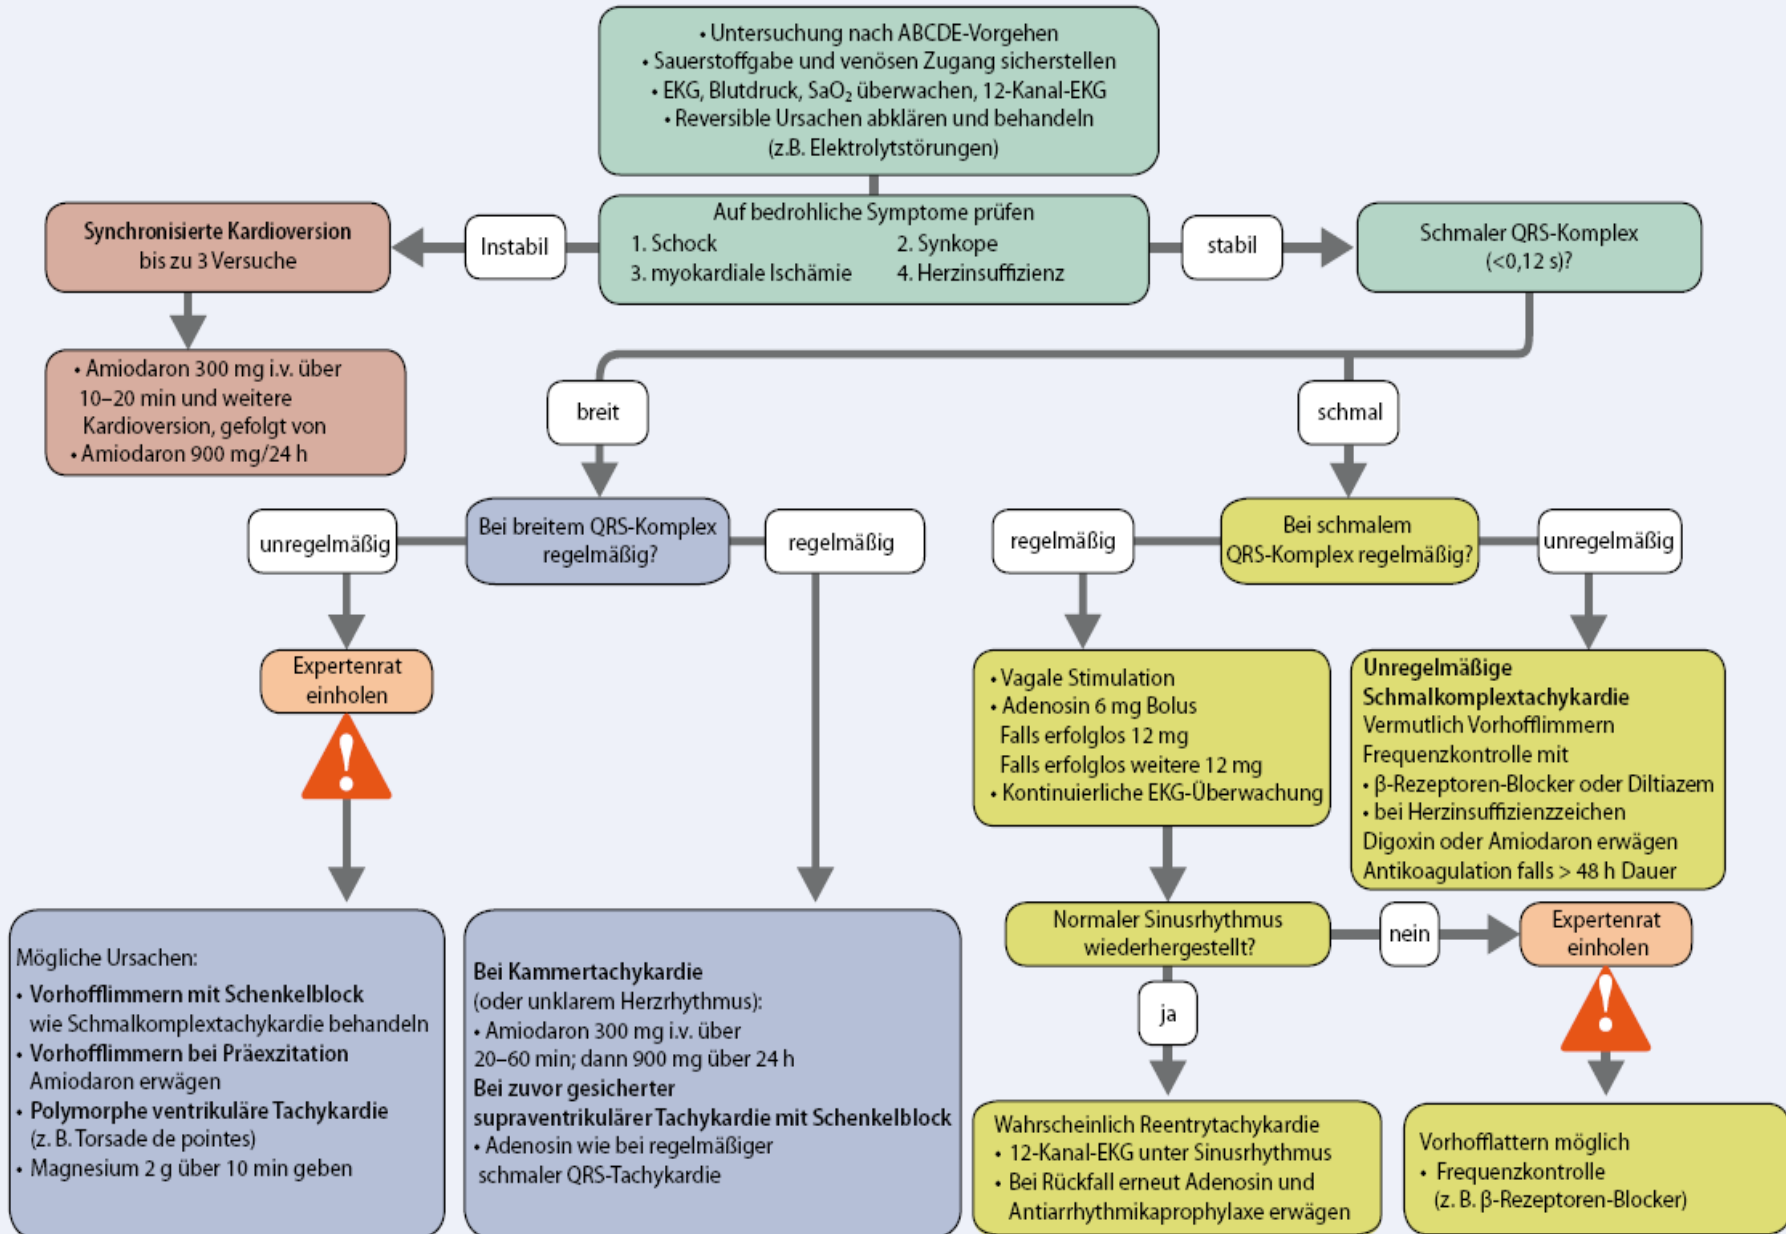 • Untersuchung nach ABCDE-Vorgehen
• Sauerstoffgabe und venösen Zugang sicherstellen
• EKG, Blutdruck, SaO₂ überwachen, 12-Kanal-EKG
• Reversible Ursachen abklären und behandeln
(z.B. Elektrolytstörungen)
Auf bedrohliche Symptome prüfen
1. Schock 2. Synkope
3. myokardiale Ischämie 4. Herzinsuffizienz
Instabil
Synchronisierte Kardioversion
bis zu 3 Versuche
• Amiodaron 300 mg i.v. über
10–20 min und weitere
Kardioversion, gefolgt von
• Amiodaron 900 mg/24 h
stabil
Schmaler QRS-Komplex
(<0,12 s)?
breit
schmal
Bei breitem QRS-Komplex
regelmäßig?
unregelmäßig
regelmäßig
Expertenrat
einholen
!
Mögliche Ursachen:
• Vorhofflimmern mit Schenkelblock
wie Schmalkomplextachykardie behandeln
• Vorhofflimmern bei Präexzitation
Amiodaron erwägen
• Polymorphe ventrikuläre Tachykardie
(z. B. Torsade de pointes)
• Magnesium 2 g über 10 min geben
Bei Kammertachykardie
(oder unklarem Herzrhythmus):
• Amiodaron 300 mg i.v. über
20–60 min; dann 900 mg über 24 h
Bei zuvor gesicherter
supraventrikulärer Tachykardie mit Schenkelblock
• Adenosin wie bei regelmäßiger
schmaler QRS-Tachykardie
Bei schmalem
QRS-Komplex regelmäßig?
regelmäßig
unregelmäßig
• Vagale Stimulation
• Adenosin 6 mg Bolus
Falls erfolglos 12 mg
Falls erfolglos weitere 12 mg
• Kontinuierliche EKG-Überwachung
Unregelmäßige
Schmalkomplextachykardie
Vermutlich Vorhofflimmern
Frequenzkontrolle mit
• β-Rezeptoren-Blocker oder Diltiazem
• bei Herzinsuffizienzzeichen
Digoxin oder Amiodaron erwägen
Antikoagulation falls > 48 h Dauer
Normaler Sinusrhythmus
wiederhergestellt?
nein
Expertenrat
einholen
!
ja
Wahrscheinlich Reentrytachykardie
• 12-Kanal-EKG unter Sinusrhythmus
• Bei Rückfall erneut Adenosin und
Antiarrhythmikaprophylaxe erwägen
Vorhofflattern möglich
• Frequenzkontrolle
(z. B. β-Rezeptoren-Blocker)